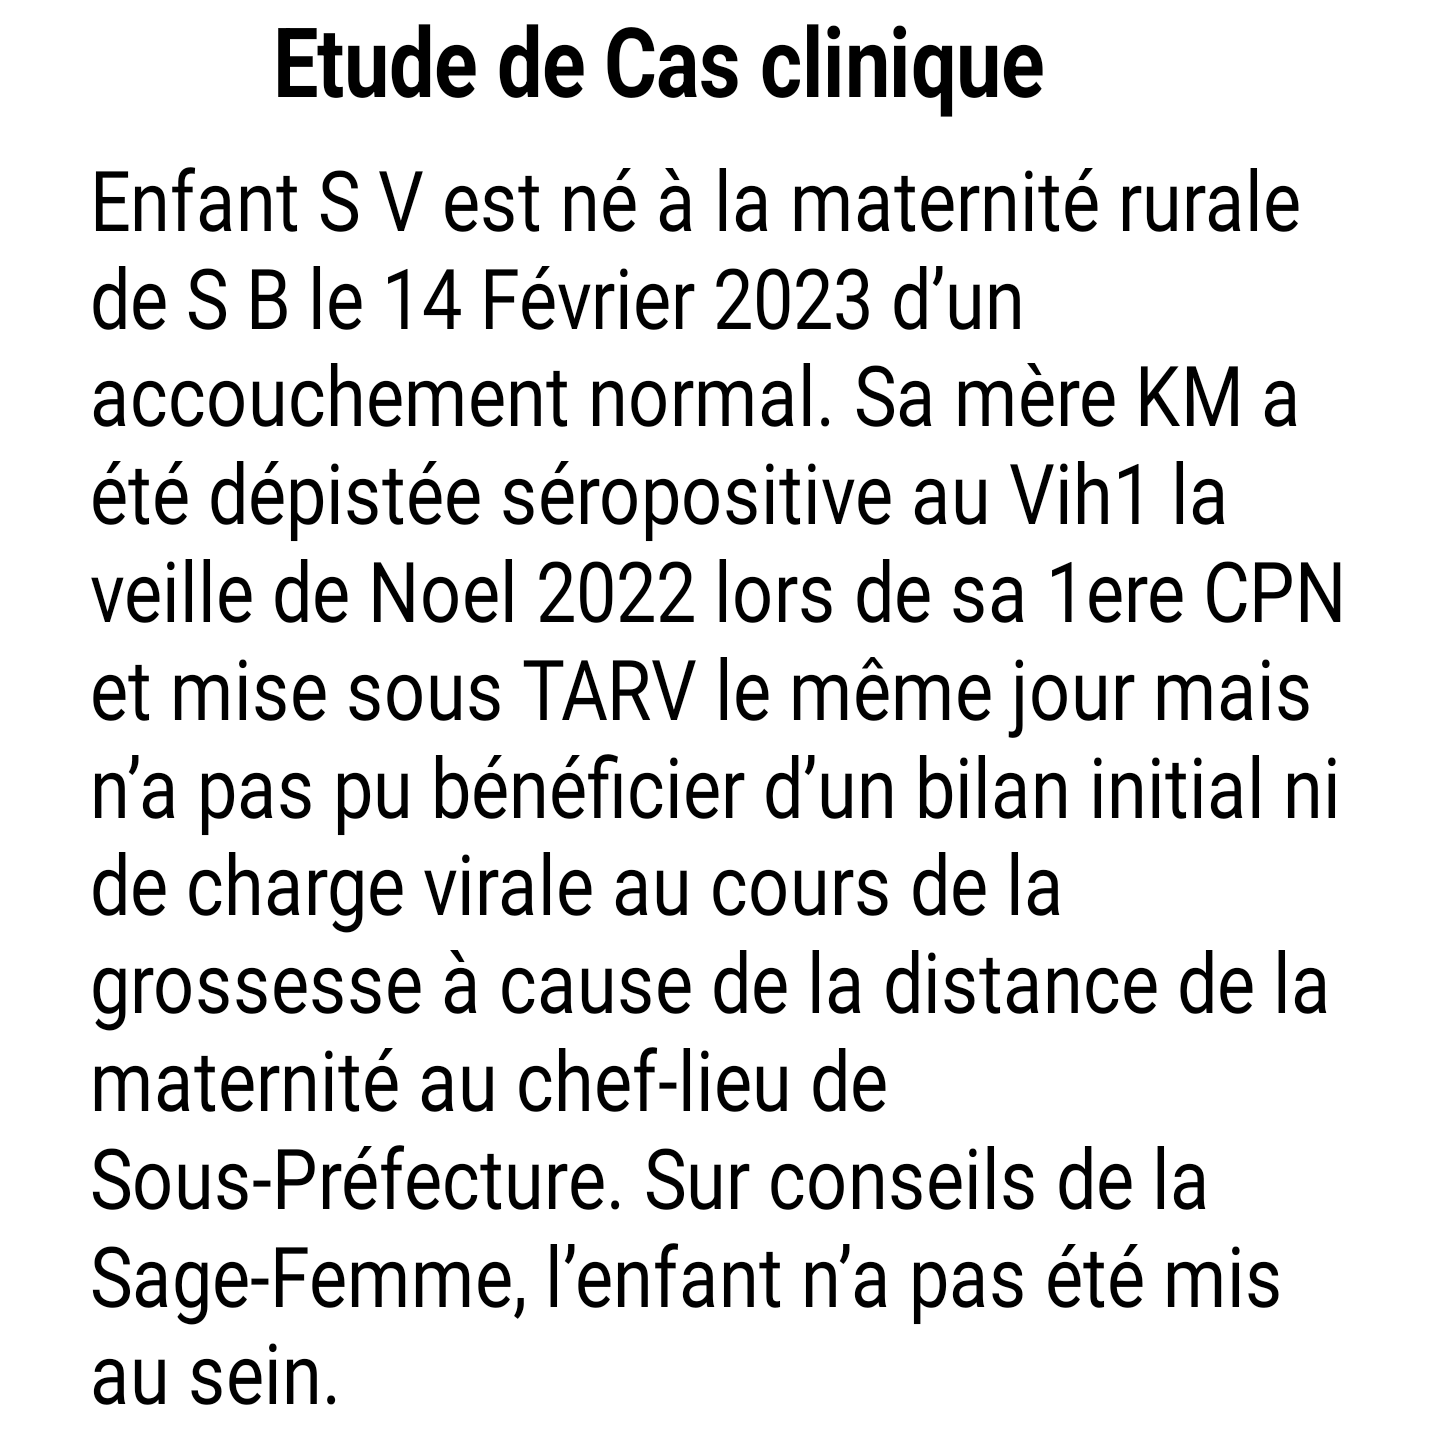 Etude de Cas clinique
Enfant S V est né à la maternité rurale
de S B le 14 Février 2023 d’un
accouchement normal. Sa mère KM a
été dépistée séropositive au Vih1 la
veille de Noel 2022 lors de sa 1ere CPN
et mise sous TARV le même jour mais
n’a pas pu bénéficier d’un bilan initial ni
de charge virale au cours de la
grossesse à cause de la distance de la
maternité au chef-lieu de
Sous-Préfecture. Sur conseils de la
Sage-Femme, l’enfant n’a pas été mis
au sein.